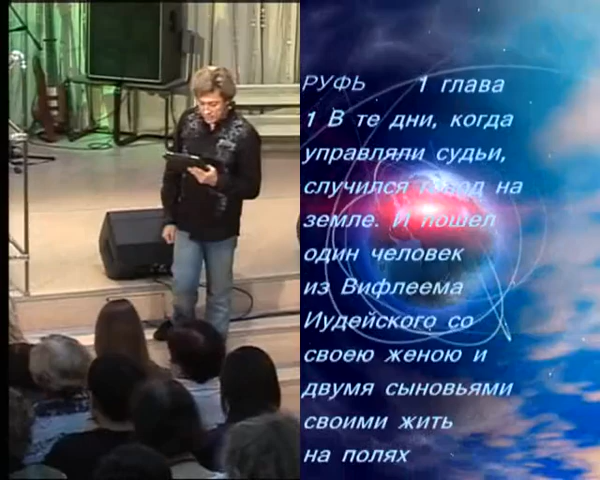 РУФЬ 1 глава
1 В те дни, когда
управляли судьи,
случился голод на
земле. И пошел
один человек
из Вифлеема
Иудейского со
своею женою и
двумя сыновьями
своими жить
на полях